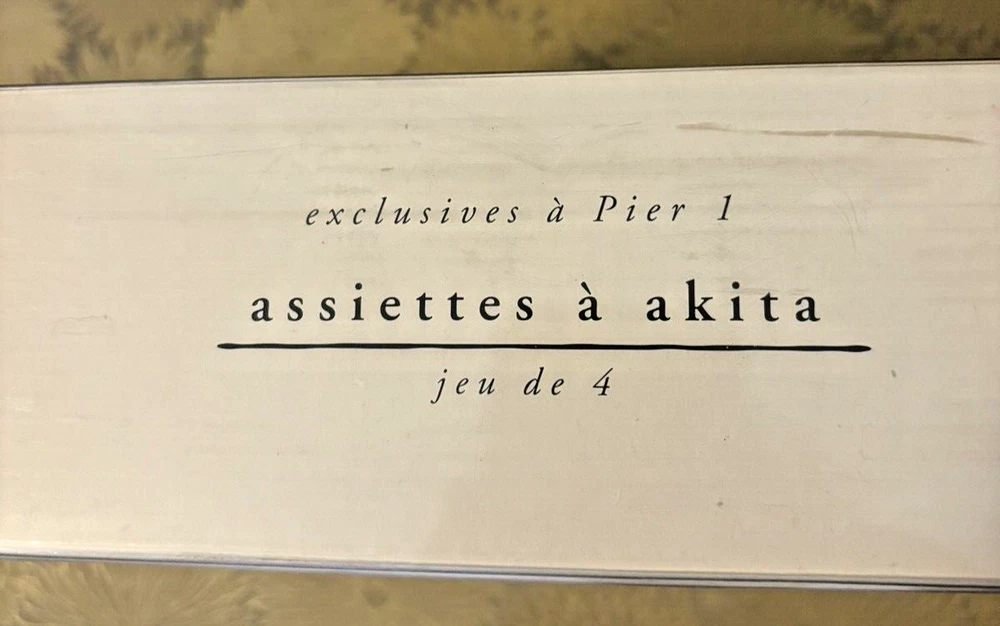 exclusives à Pier 1
assiettes à akita
jeu de 4